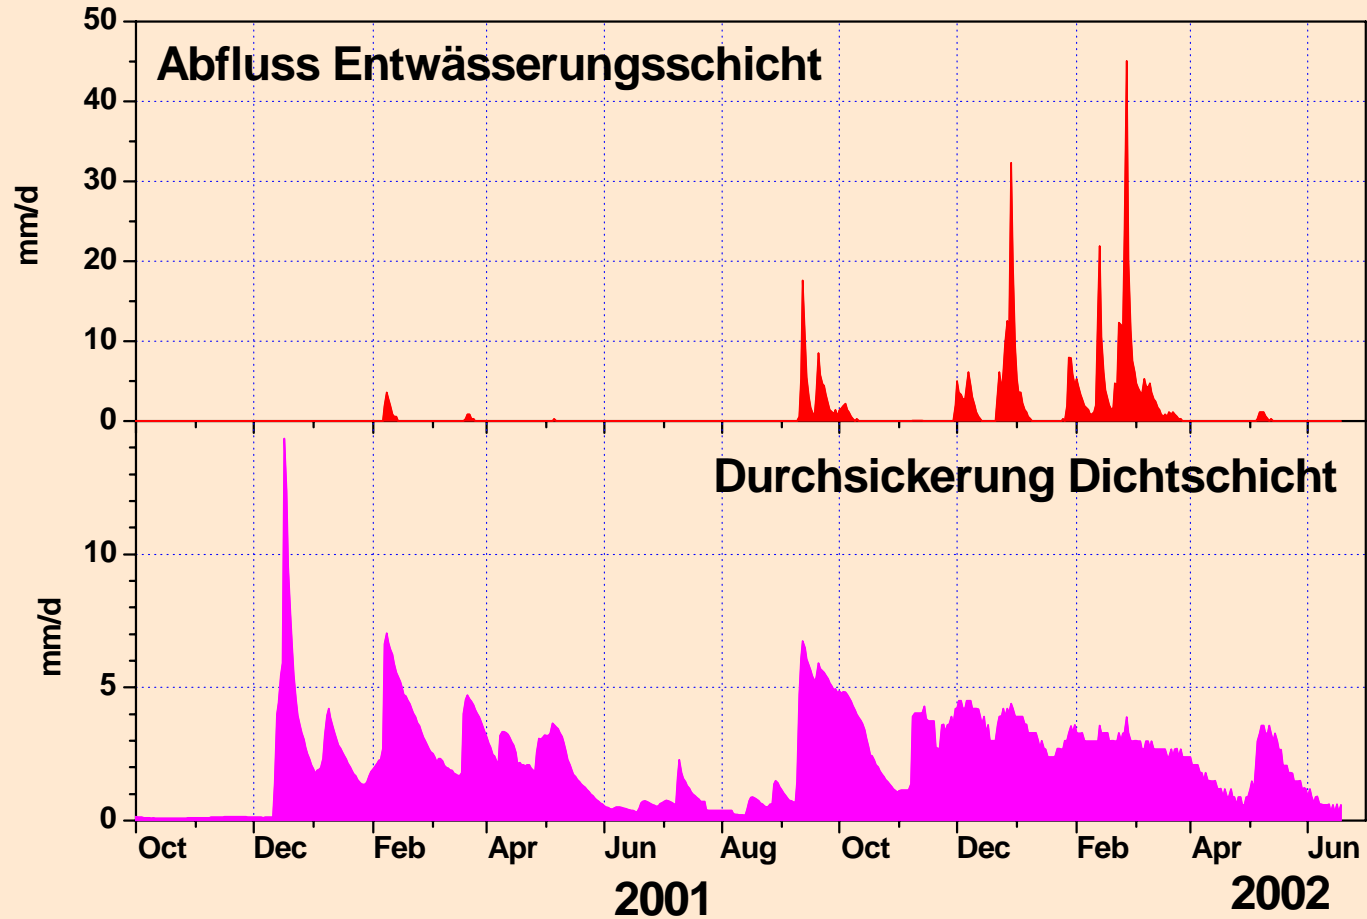 Abfluss Entwässerungsschicht
50
40
30
20
10
0
mm/d
Durchsickerung Dichtschicht
10
5
0
mm/d
Oct Dec Feb Apr Jun Aug Oct Dec Feb Apr Jun
2001 2002